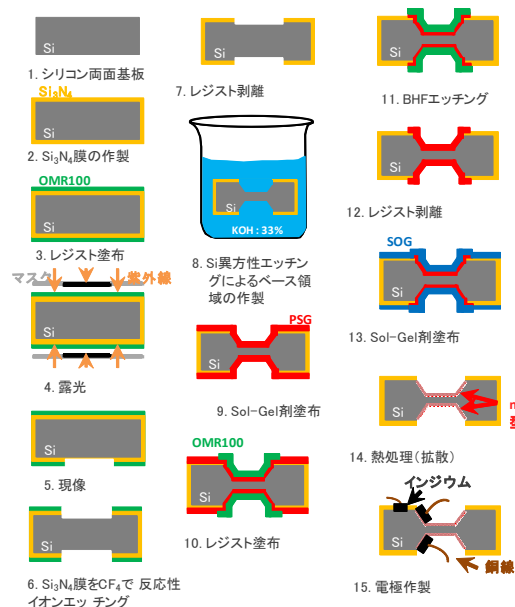 Si
1. シリコン両面基板
Si₃N₄
Si
2. Si₃N₄膜の作製
OMR100
Si
3. レジスト塗布
マスク
紫外線
Si
4. 露光
Si
5. 現像
Si
6. Si₃N₄膜をCF₄で 反応性
イオンエッ チング
Si
7. レジスト剥離
Si
KOH : 33%
8. Si異方性エッチン
グによるベース領
域の作製
PSG
Si
9. Sol-Gel剤塗布
OMR100
Si
10. レジスト塗布
Si
11. BHFエッチング
Si
12. レジスト剥離
SOG
Si
13. Sol-Gel剤塗布
Si
14. 熱処理（拡散）
インジウム
Si
銅線
15. 電極作製